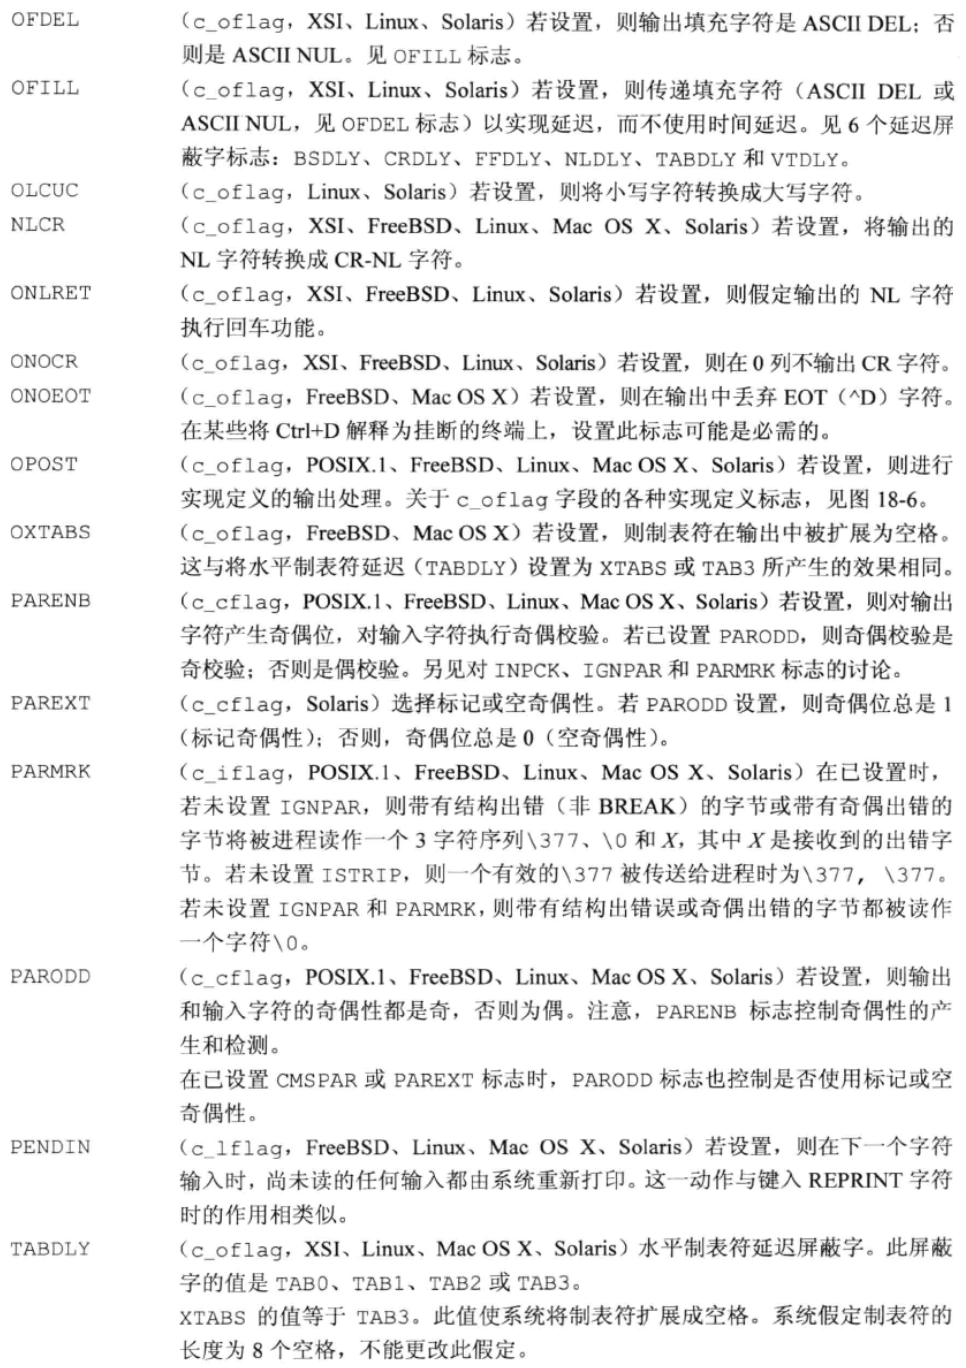 OFDEL （c_oflag，XSI、Linux、Solaris）若设置，则输出填充字符是 ASCII DEL；否
则是 ASCII NUL。见 OFILL 标志。
OFILL （c_oflag，XSI、Linux、Solaris）若设置，则传递填充字符（ASCII DEL 或
ASCII NUL，见 OFDEL 标志）以实现延迟，而不使用时间延迟。见 6 个延迟屏
蔽字标志：BSDLY、CRDLY、FFDLY、NLDLY、TABDLY 和 VTDLY。
OLCUC （c_oflag，Linux、Solaris）若设置，则将小写字符转换成大写字符。
NLCR （c_oflag，XSI、FreeBSD、Linux、Mac OS X、Solaris）若设置，将输出的
NL 字符转换成 CR-NL 字符。
ONLRET （c_oflag，XSI、FreeBSD、Linux、Solaris）若设置，则假定输出的 NL 字符
执行回车功能。
ONOCR （c_oflag，XSI、FreeBSD、Linux、Solaris）若设置，则在 0 列不输出 CR 字符。
ONOEOT （c_oflag，FreeBSD、Mac OS X）若设置，则在输出中丢弃 EOT（^D）字符。
在某些将 Ctrl+D 解释为挂断的终端上，设置此标志可能是必需的。
OPOST （c_oflag，POSIX.1、FreeBSD、Linux、Mac OS X、Solaris）若设置，则进行
实现定义的输出处理。关于 c_oflag 字段的各种实现定义标志，见图 18-6。
OXTABS （c_oflag，FreeBSD、Mac OS X）若设置，则制表符在输出中被扩展为空格。
这与将水平制表符延迟（TABDLY）设置为 XTABS 或 TAB3 所产生的效果相同。
PARENB （c_cflag，POSIX.1、FreeBSD、Linux、Mac OS X、Solaris）若设置，则对输出
字符产生奇偶位，对输入字符执行奇偶校验。若已设置 PARODD，则奇偶校验是
奇校验；否则是偶校验。另见对 INPCK、IGNPAR 和 PARMRK 标志的讨论。
PAREXT （c_cflag，Solaris）选择标记或空奇偶性。若 PARODD 设置，则奇偶位总是 1
（标记奇偶性）；否则，奇偶位总是 0（空奇偶性）。
PARMRK （c_iflag，POSIX.1、FreeBSD、Linux、Mac OS X、Solaris）在已设置时，
若未设置 IGNPAR，则带有结构出错（非 BREAK）的字节或带有奇偶出错的
字节将被进程读作一个 3 字符序列\377、\0 和 X，其中 X 是接收到的出错字
节。若未设置 ISTRIP，则一个有效的\377 被传送给进程时为\377, \377。
若未设置 IGNPAR 和 PARMRK，则带有结构出错误或奇偶出错的字节都被读作
一个字符\0。
PARODD （c_cflag，POSIX.1、FreeBSD、Linux、Mac OS X、Solaris）若设置，则输出
和输入字符的奇偶性都是奇，否则为偶。注意，PARENB 标志控制奇偶性的产
生和检测。
在已设置 CMSPAR 或 PAREXT 标志时，PARODD 标志也控制是否使用标记或空
奇偶性。
PENDIN （c_lflag，FreeBSD、Linux、Mac OS X、Solaris）若设置，则在下一个字符
输入时，尚未读的任何输入都由系统重新打印。这一动作与键入 REPRINT 字符
时的作用相类似。
TABDLY （c_oflag，XSI、Linux、Mac OS X、Solaris）水平制表符延迟屏蔽字。此屏蔽
字的值是 TAB0、TAB1、TAB2 或 TAB3。
XTABS 的值等于 TAB3。此值使系统将制表符扩展成空格。系统假定制表符的
长度为 8 个空格，不能更改此假定。